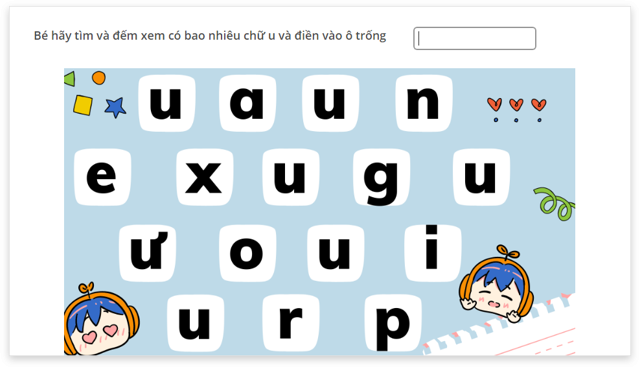 Bé hãy tìm và đếm xem có bao nhiêu chữ u và điền vào ô trống
u a u n
e x u g u
ư o u i
u r p